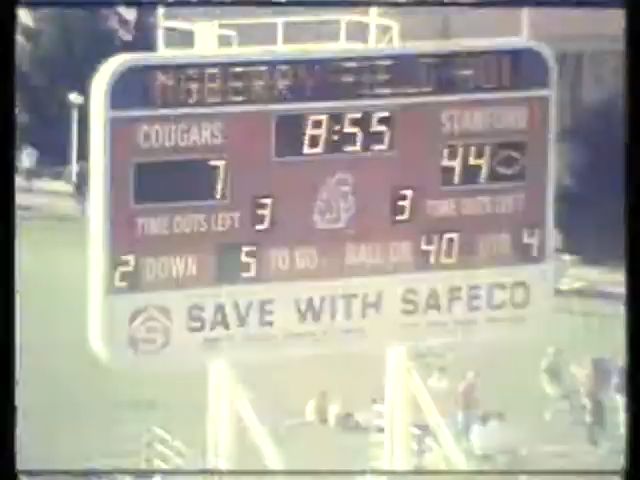 COUGARS 8:55 STANFORD
7 44
TIME OUTS LEFT 3 3 TIME OUTS LEFT
2 DOWN 5 TO GO BALL ON 40 QTR 4
SAVE WITH SAFECO